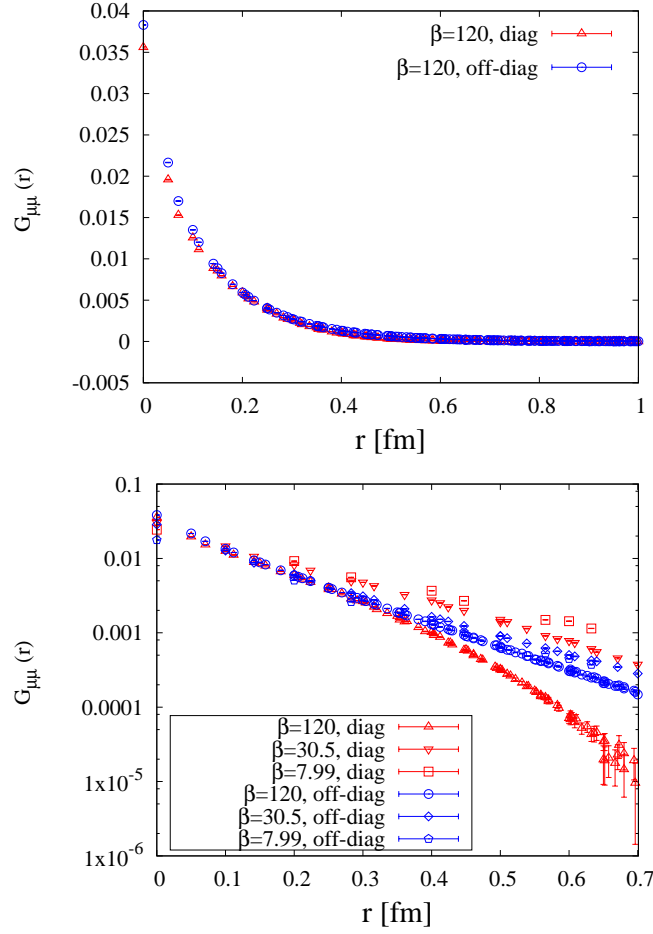 0.04
0.035
0.03
0.025
0.02
0.015
0.01
0.005
0
-0.005
G_μμ (r)
β=120, diag
β=120, off-diag
0 0.2 0.4 0.6 0.8 1
r [fm]
0.1
0.01
0.001
0.0001
1x10^-5
1x10^-6
G_μμ (r)
β=120, diag
β=30.5, diag
β=7.99, diag
β=120, off-diag
β=30.5, off-diag
β=7.99, off-diag
0 0.1 0.2 0.3 0.4 0.5 0.6 0.7
r [fm]